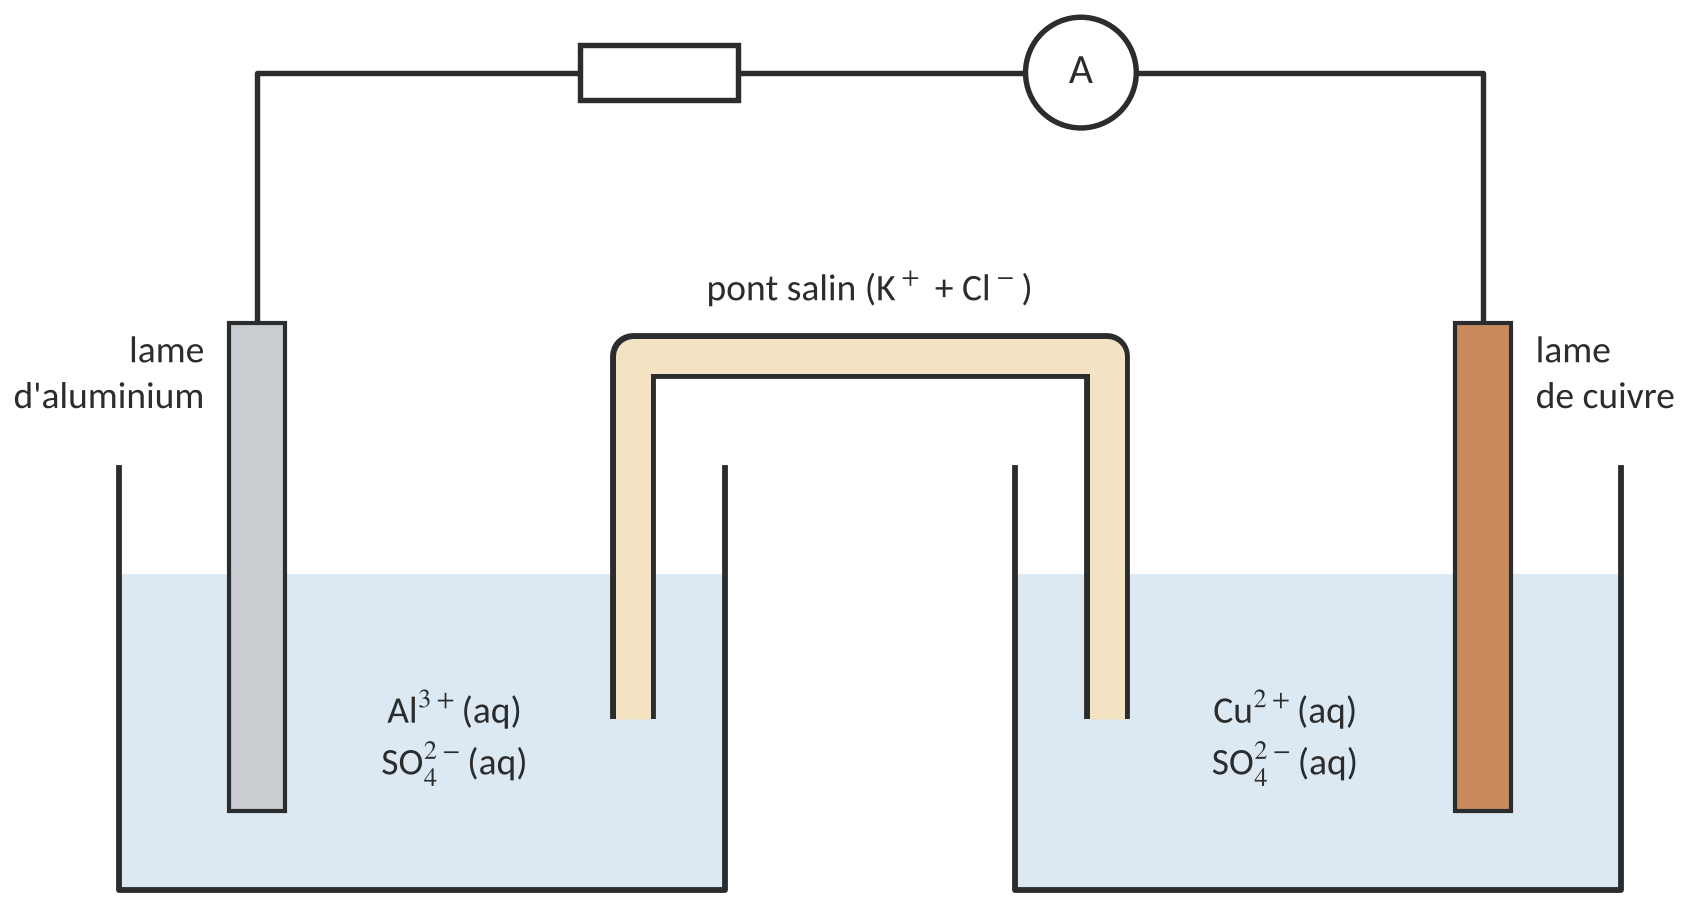 A
pont salin (K⁺ + Cl⁻)
lame
d'aluminium
lame
de cuivre
Al³⁺ (aq)
SO₄²⁻ (aq)
Cu²⁺ (aq)
SO₄²⁻ (aq)